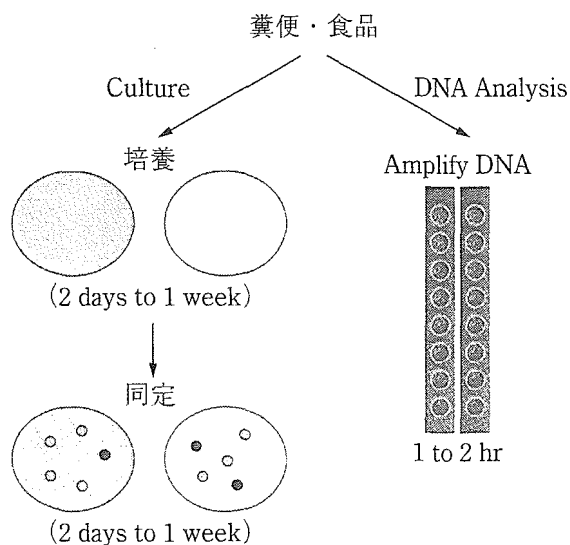 糞便・食品
Culture
DNA Analysis
培養
Amplify DNA
(2 days to 1 week)
同定
1 to 2 hr
(2 days to 1 week)